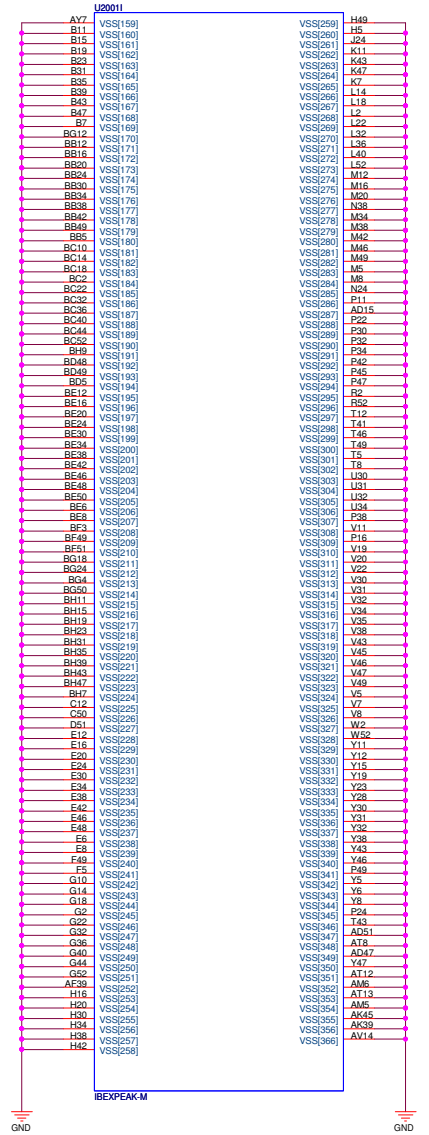 U2001I
AY7 VSS[159] VSS[259] H49
B11 VSS[160] VSS[260] H5
B15 VSS[161] VSS[261] J24
B19 VSS[162] VSS[262] K11
B23 VSS[163] VSS[263] K43
B31 VSS[164] VSS[264] K47
B35 VSS[165] VSS[265] K7
B39 VSS[166] VSS[266] L14
B43 VSS[167] VSS[267] L18
B47 VSS[168] VSS[268] L2
B7 VSS[169] VSS[269] L22
BG12 VSS[170] VSS[270] L32
BB12 VSS[171] VSS[271] L36
BB16 VSS[172] VSS[272] L40
BB20 VSS[173] VSS[273] L52
BB24 VSS[174] VSS[274] M12
BB30 VSS[175] VSS[275] M16
BB34 VSS[176] VSS[276] M20
BB38 VSS[177] VSS[277] N38
BB42 VSS[178] VSS[278] M34
BB49 VSS[179] VSS[279] M38
BB5 VSS[180] VSS[280] M42
BC10 VSS[181] VSS[281] M46
BC14 VSS[182] VSS[282] M49
BC18 VSS[183] VSS[283] M5
BC2 VSS[184] VSS[284] M8
BC22 VSS[185] VSS[285] N24
BC32 VSS[186] VSS[286] P11
BC36 VSS[187] VSS[287] AD15
BC40 VSS[188] VSS[288] P22
BC44 VSS[189] VSS[289] P30
BC52 VSS[190] VSS[290] P32
BH9 VSS[191] VSS[291] P34
BD48 VSS[192] VSS[292] P42
BD49 VSS[193] VSS[293] P45
BD5 VSS[194] VSS[294] P47
BE12 VSS[195] VSS[295] R2
BE16 VSS[196] VSS[296] R52
BE20 VSS[197] VSS[297] T12
BE24 VSS[198] VSS[298] T41
BE30 VSS[199] VSS[299] T46
BE34 VSS[200] VSS[300] T49
BE38 VSS[201] VSS[301] T5
BE42 VSS[202] VSS[302] T8
BE46 VSS[203] VSS[303] U30
BE48 VSS[204] VSS[304] U31
BE50 VSS[205] VSS[305] U32
BE6 VSS[206] VSS[306] U34
BE8 VSS[207] VSS[307] P38
BF3 VSS[208] VSS[308] V11
BF49 VSS[209] VSS[309] P16
BF51 VSS[210] VSS[310] V19
BG18 VSS[211] VSS[311] V20
BG24 VSS[212] VSS[312] V22
BG4 VSS[213] VSS[313] V30
BG50 VSS[214] VSS[314] V31
BH11 VSS[215] VSS[315] V32
BH15 VSS[216] VSS[316] V34
BH19 VSS[217] VSS[317] V35
BH23 VSS[218] VSS[318] V38
BH31 VSS[219] VSS[319] V43
BH35 VSS[220] VSS[320] V45
BH39 VSS[221] VSS[321] V46
BH43 VSS[222] VSS[322] V47
BH47 VSS[223] VSS[323] V49
BH7 VSS[224] VSS[324] V5
C12 VSS[225] VSS[325] V7
C50 VSS[226] VSS[326] V8
D51 VSS[227] VSS[327] W2
E12 VSS[228] VSS[328] W52
E16 VSS[229] VSS[329] Y11
E20 VSS[230] VSS[330] Y12
E24 VSS[231] VSS[331] Y15
E30 VSS[232] VSS[332] Y19
E34 VSS[233] VSS[333] Y23
E38 VSS[234] VSS[334] Y28
E42 VSS[235] VSS[335] Y30
E46 VSS[236] VSS[336] Y31
E48 VSS[237] VSS[337] Y32
E6 VSS[238] VSS[338] Y38
E8 VSS[239] VSS[339] Y43
F49 VSS[240] VSS[340] Y46
F5 VSS[241] VSS[341] P49
G10 VSS[242] VSS[342] Y5
G14 VSS[243] VSS[343] Y6
G18 VSS[244] VSS[344] Y8
G2 VSS[245] VSS[345] P24
G22 VSS[246] VSS[346] T43
G32 VSS[247] VSS[347] AD51
G36 VSS[248] VSS[348] AT8
G40 VSS[249] VSS[349] AD47
G44 VSS[250] VSS[350] Y47
G52 VSS[251] VSS[351] AT12
AF39 VSS[252] VSS[352] AM6
H16 VSS[253] VSS[353] AT13
H20 VSS[254] VSS[354] AM5
H30 VSS[255] VSS[355] AK45
H34 VSS[256] VSS[356] AK39
H38 VSS[257] VSS[366] AV14
H42 VSS[258]
IBEXPEAK-M
GND GND